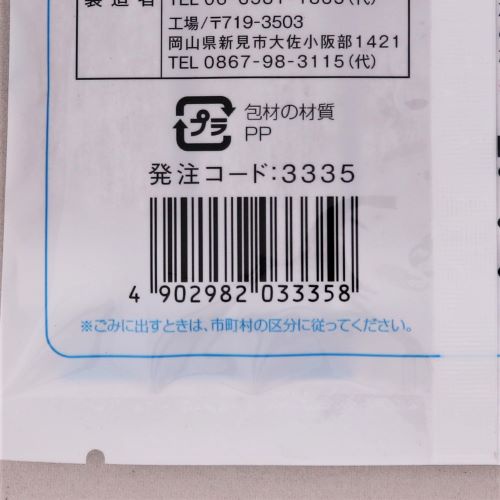 製造者
工場/〒719-3503
岡山県新見市大佐小阪部1421
TEL 0867-98-3115(代)
プラ
包材の材質
PP
発注コード:3335
4 902982 033358
※ごみに出すときは、市町村の区分に従ってください。